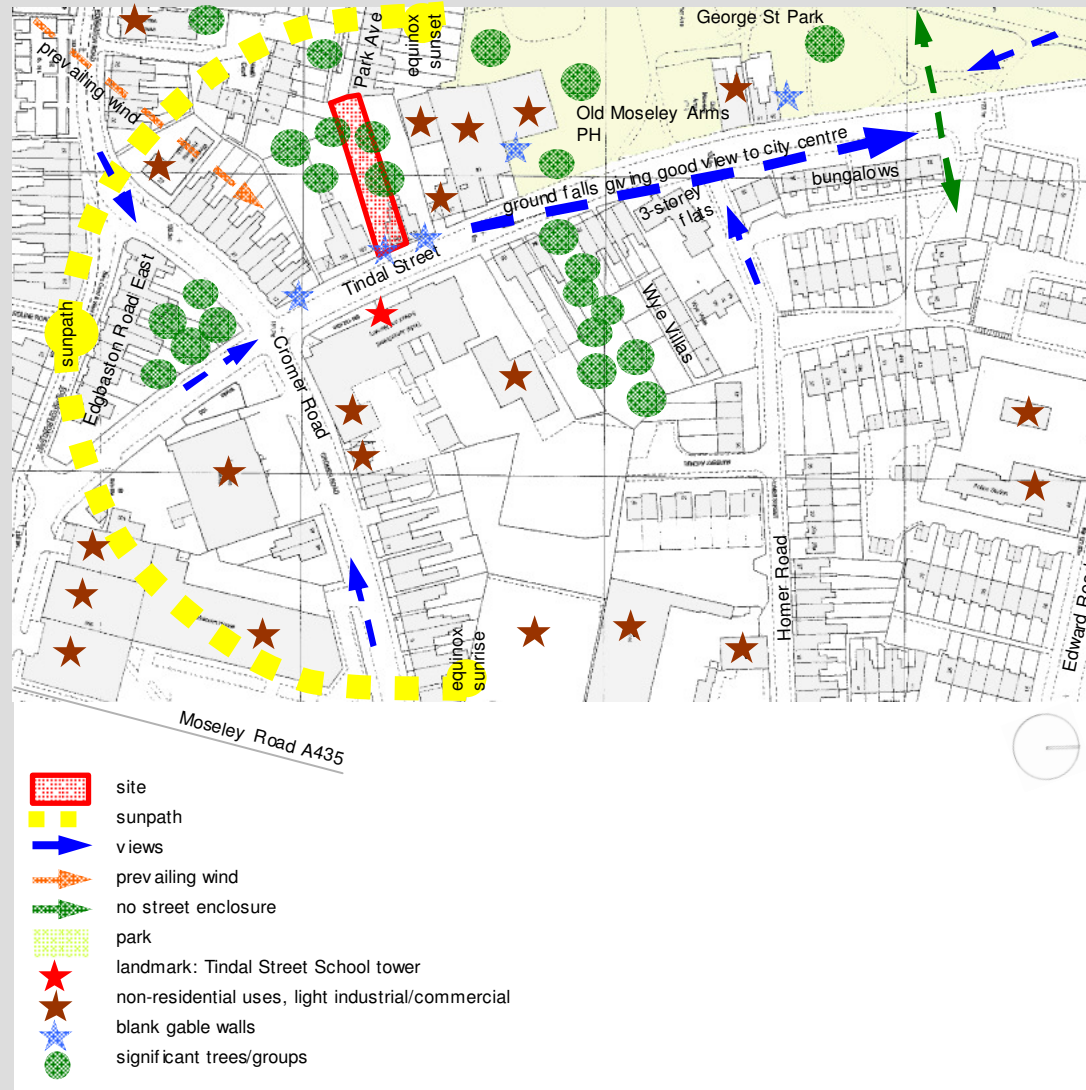 George St Park
Park Ave
equinox
sunset
prevailing wind
Old Moseley Arms
PH
ground falls giving good view to city centre
bungalows
3-storey
flats
Tindal Street
Wye Villas
Edgbaston Road East
sunpath
Cromer Road
Homer Road
Police Station
equinox
sunrise
Moseley Road A435
site
sunpath
views
prevailing wind
no street enclosure
park
landmark: Tindal Street School tower
non-residential uses, light industrial/commercial
blank gable walls
significant trees/groups